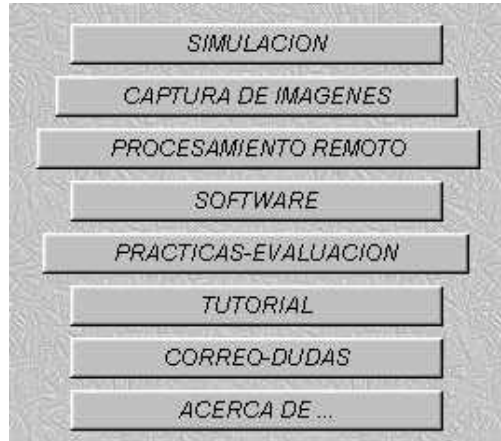 SIMULACION
CAPTURA DE IMAGENES
PROCESAMIENTO REMOTO
SOFTWARE
PRACTICAS-EVALUACION
TUTORIAL
CORREO-DUDAS
ACERCA DE ...